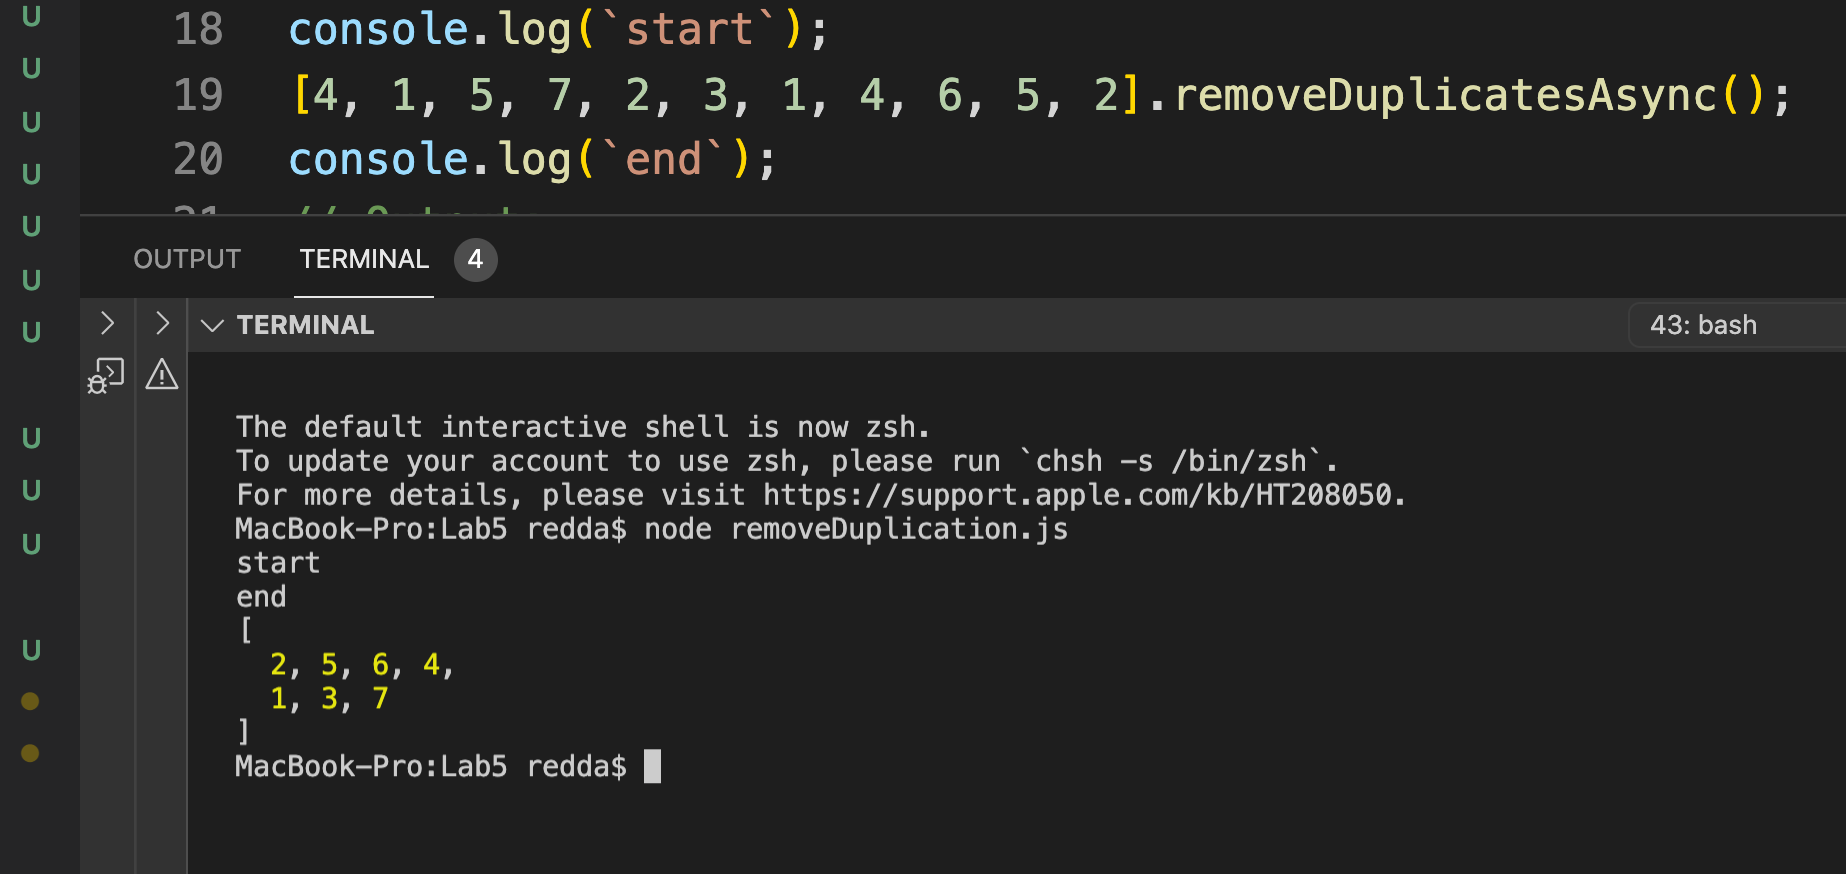 U
U
U
U
U
U
U
U
U
U
U
18 console.log(`start`);
19 [4, 1, 5, 7, 2, 3, 1, 4, 6, 5, 2].removeDuplicatesAsync();
20 console.log(`end`);
OUTPUT TERMINAL 4
TERMINAL 43: bash
The default interactive shell is now zsh.
To update your account to use zsh, please run `chsh -s /bin/zsh`.
For more details, please visit https://support.apple.com/kb/HT208050.
MacBook-Pro:Lab5 redda$ node removeDuplication.js
start
end
[
2, 5, 6, 4,
1, 3, 7
]
MacBook-Pro:Lab5 redda$